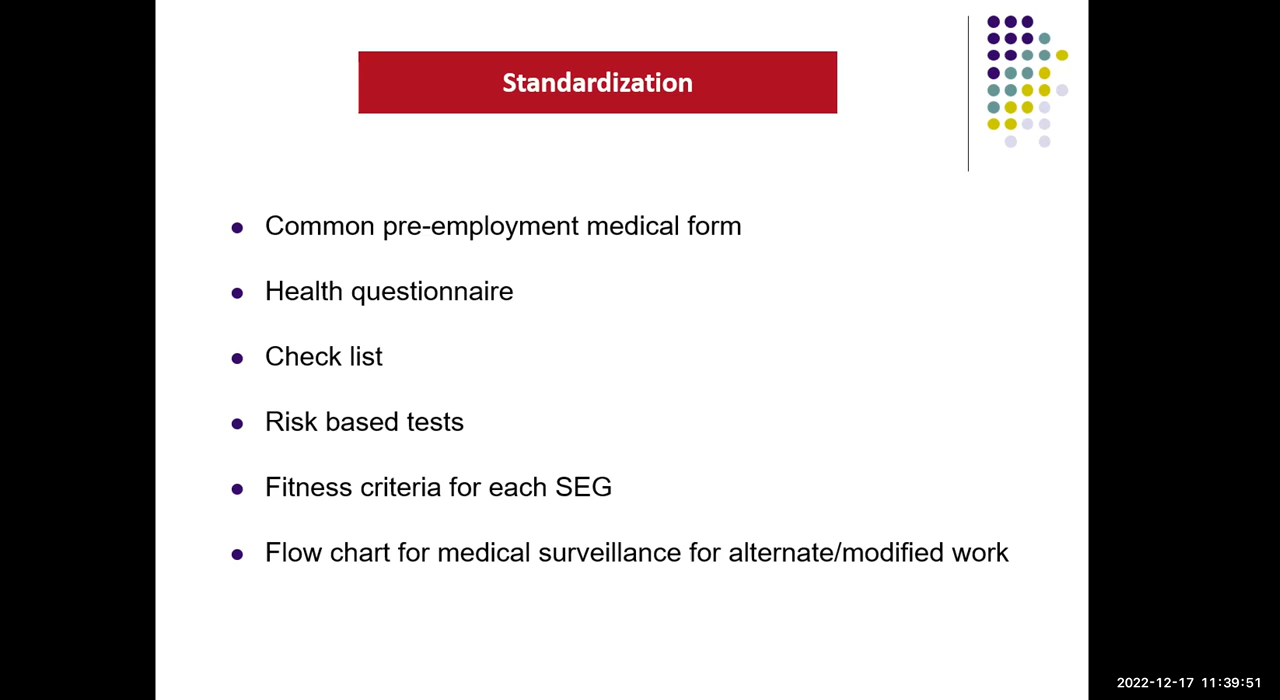 Standardization
Common pre-employment medical form
Health questionnaire
Check list
Risk based tests
Fitness criteria for each SEG
Flow chart for medical surveillance for alternate/modified work
2022-12-17 11:39:51